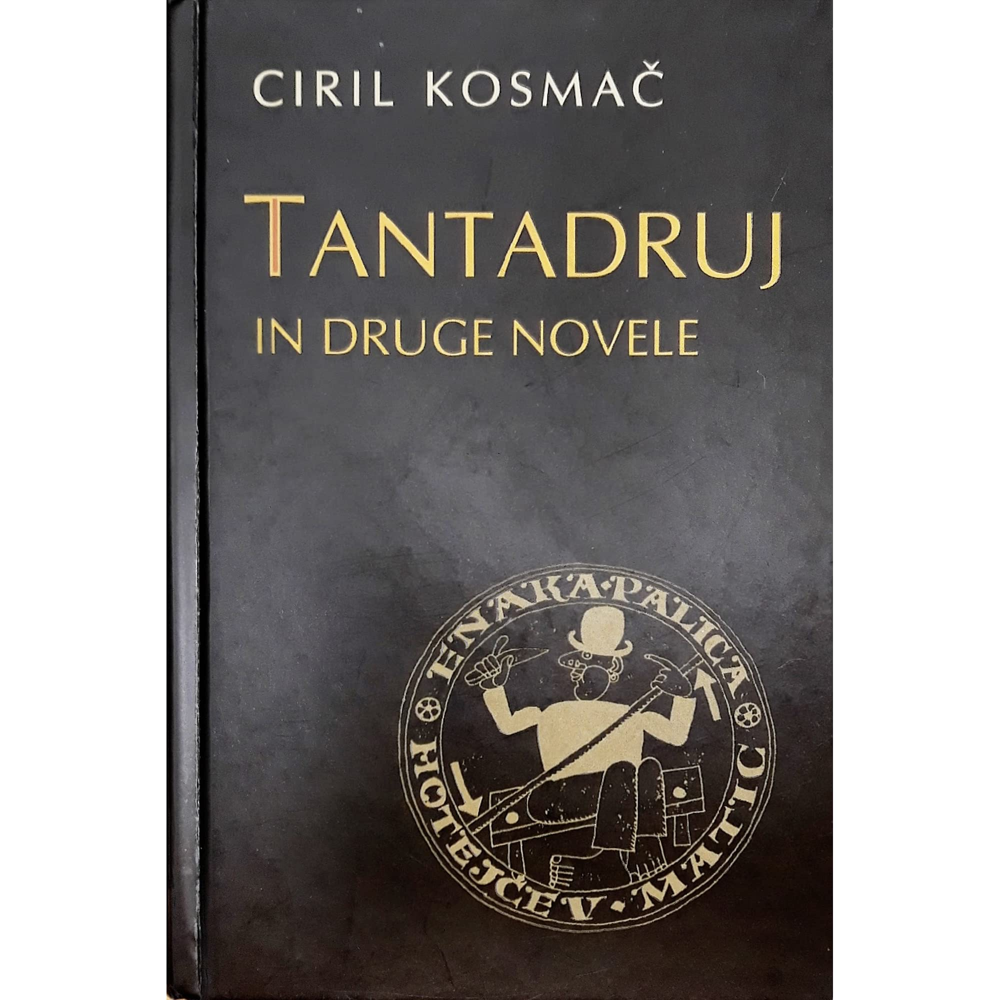 CIRIL KOSMAČ
TANTADRUJ
IN DRUGE NOVELE
ENAKA·PALICA
HOTEJČEV·MATIC